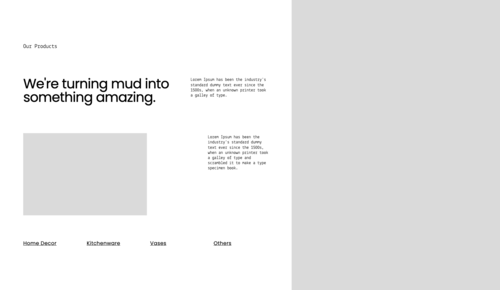 Our Products
We're turning mud into
something amazing.
Lorem Ipsum has been the industry's
standard dummy text ever since the
1500s, when an unknown printer took
a galley of type.
Lorem Ipsum has been the
industry's standard dummy
text ever since the 1500s,
when an unknown printer took
a galley of type and
scrambled it to make a type
specimen book.
Home Decor
Kitchenware
Vases
Others